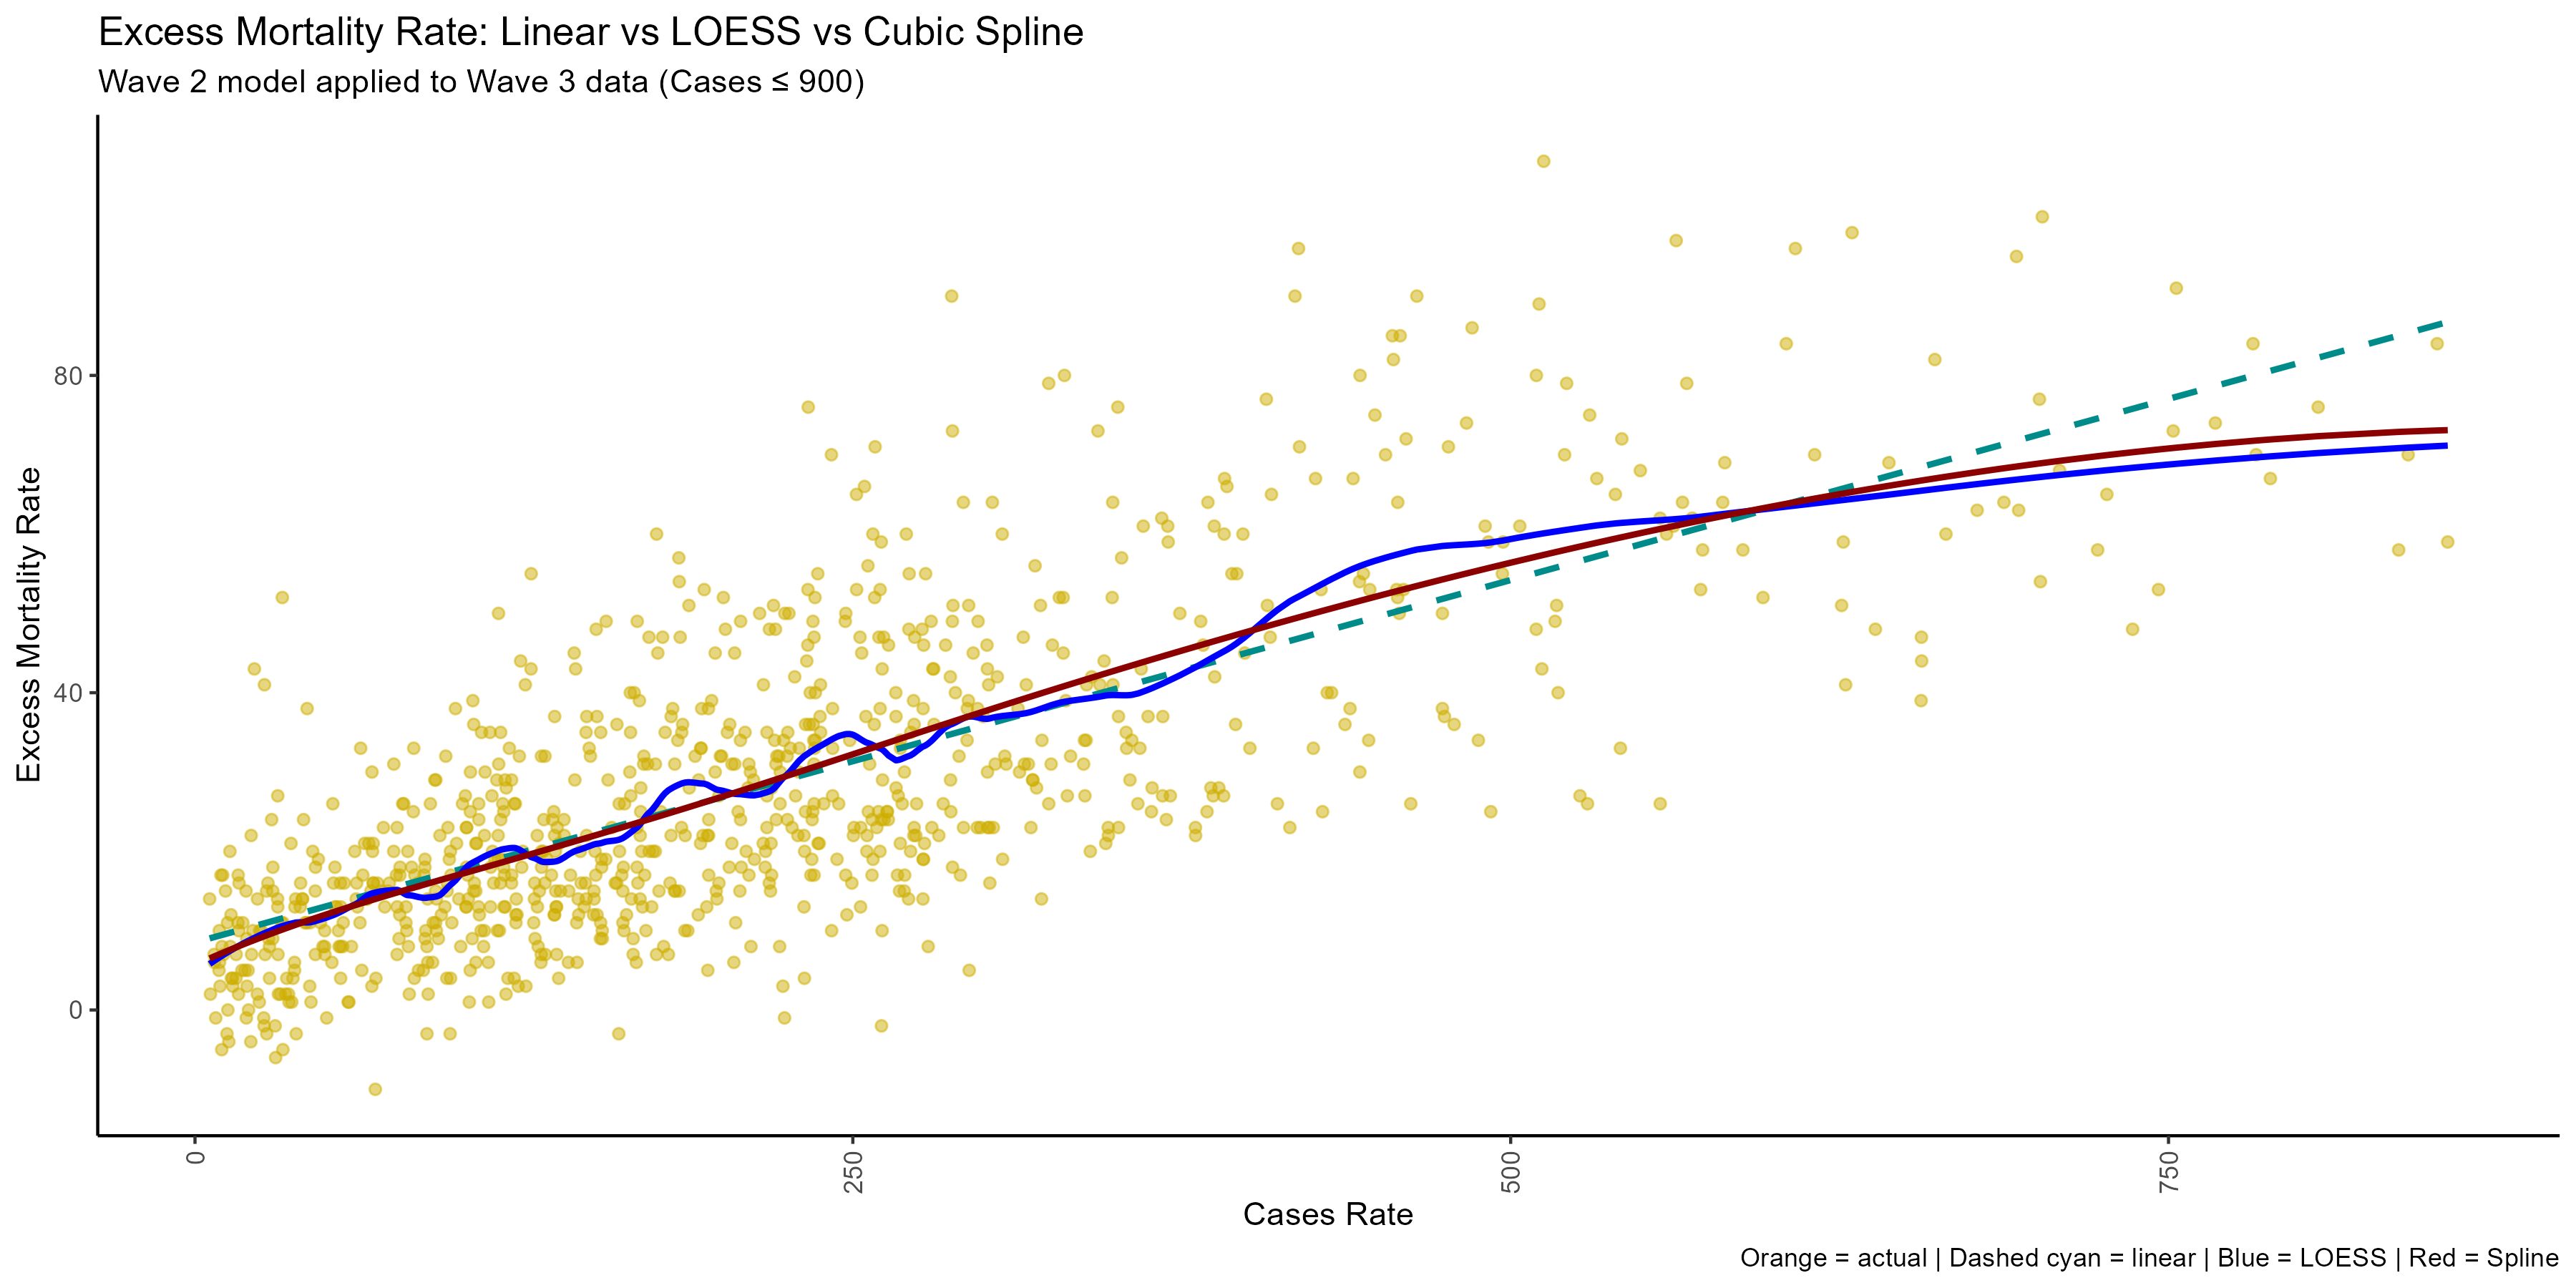 Excess Mortality Rate: Linear vs LOESS vs Cubic Spline
Wave 2 model applied to Wave 3 data (Cases ≤ 900)
Excess Mortality Rate
80
40
0
0
250
500
750
Cases Rate
Orange = actual | Dashed cyan = linear | Blue = LOESS | Red = Spline